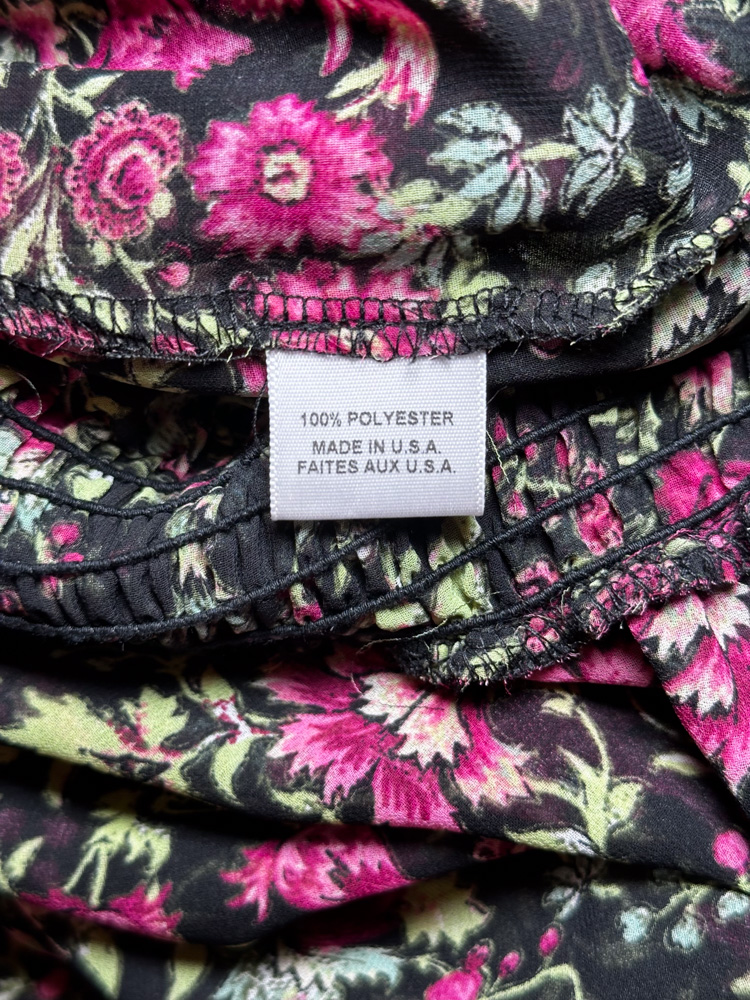 100% POLYESTER
MADE IN U.S.A.
FAITES AUX U.S.A.